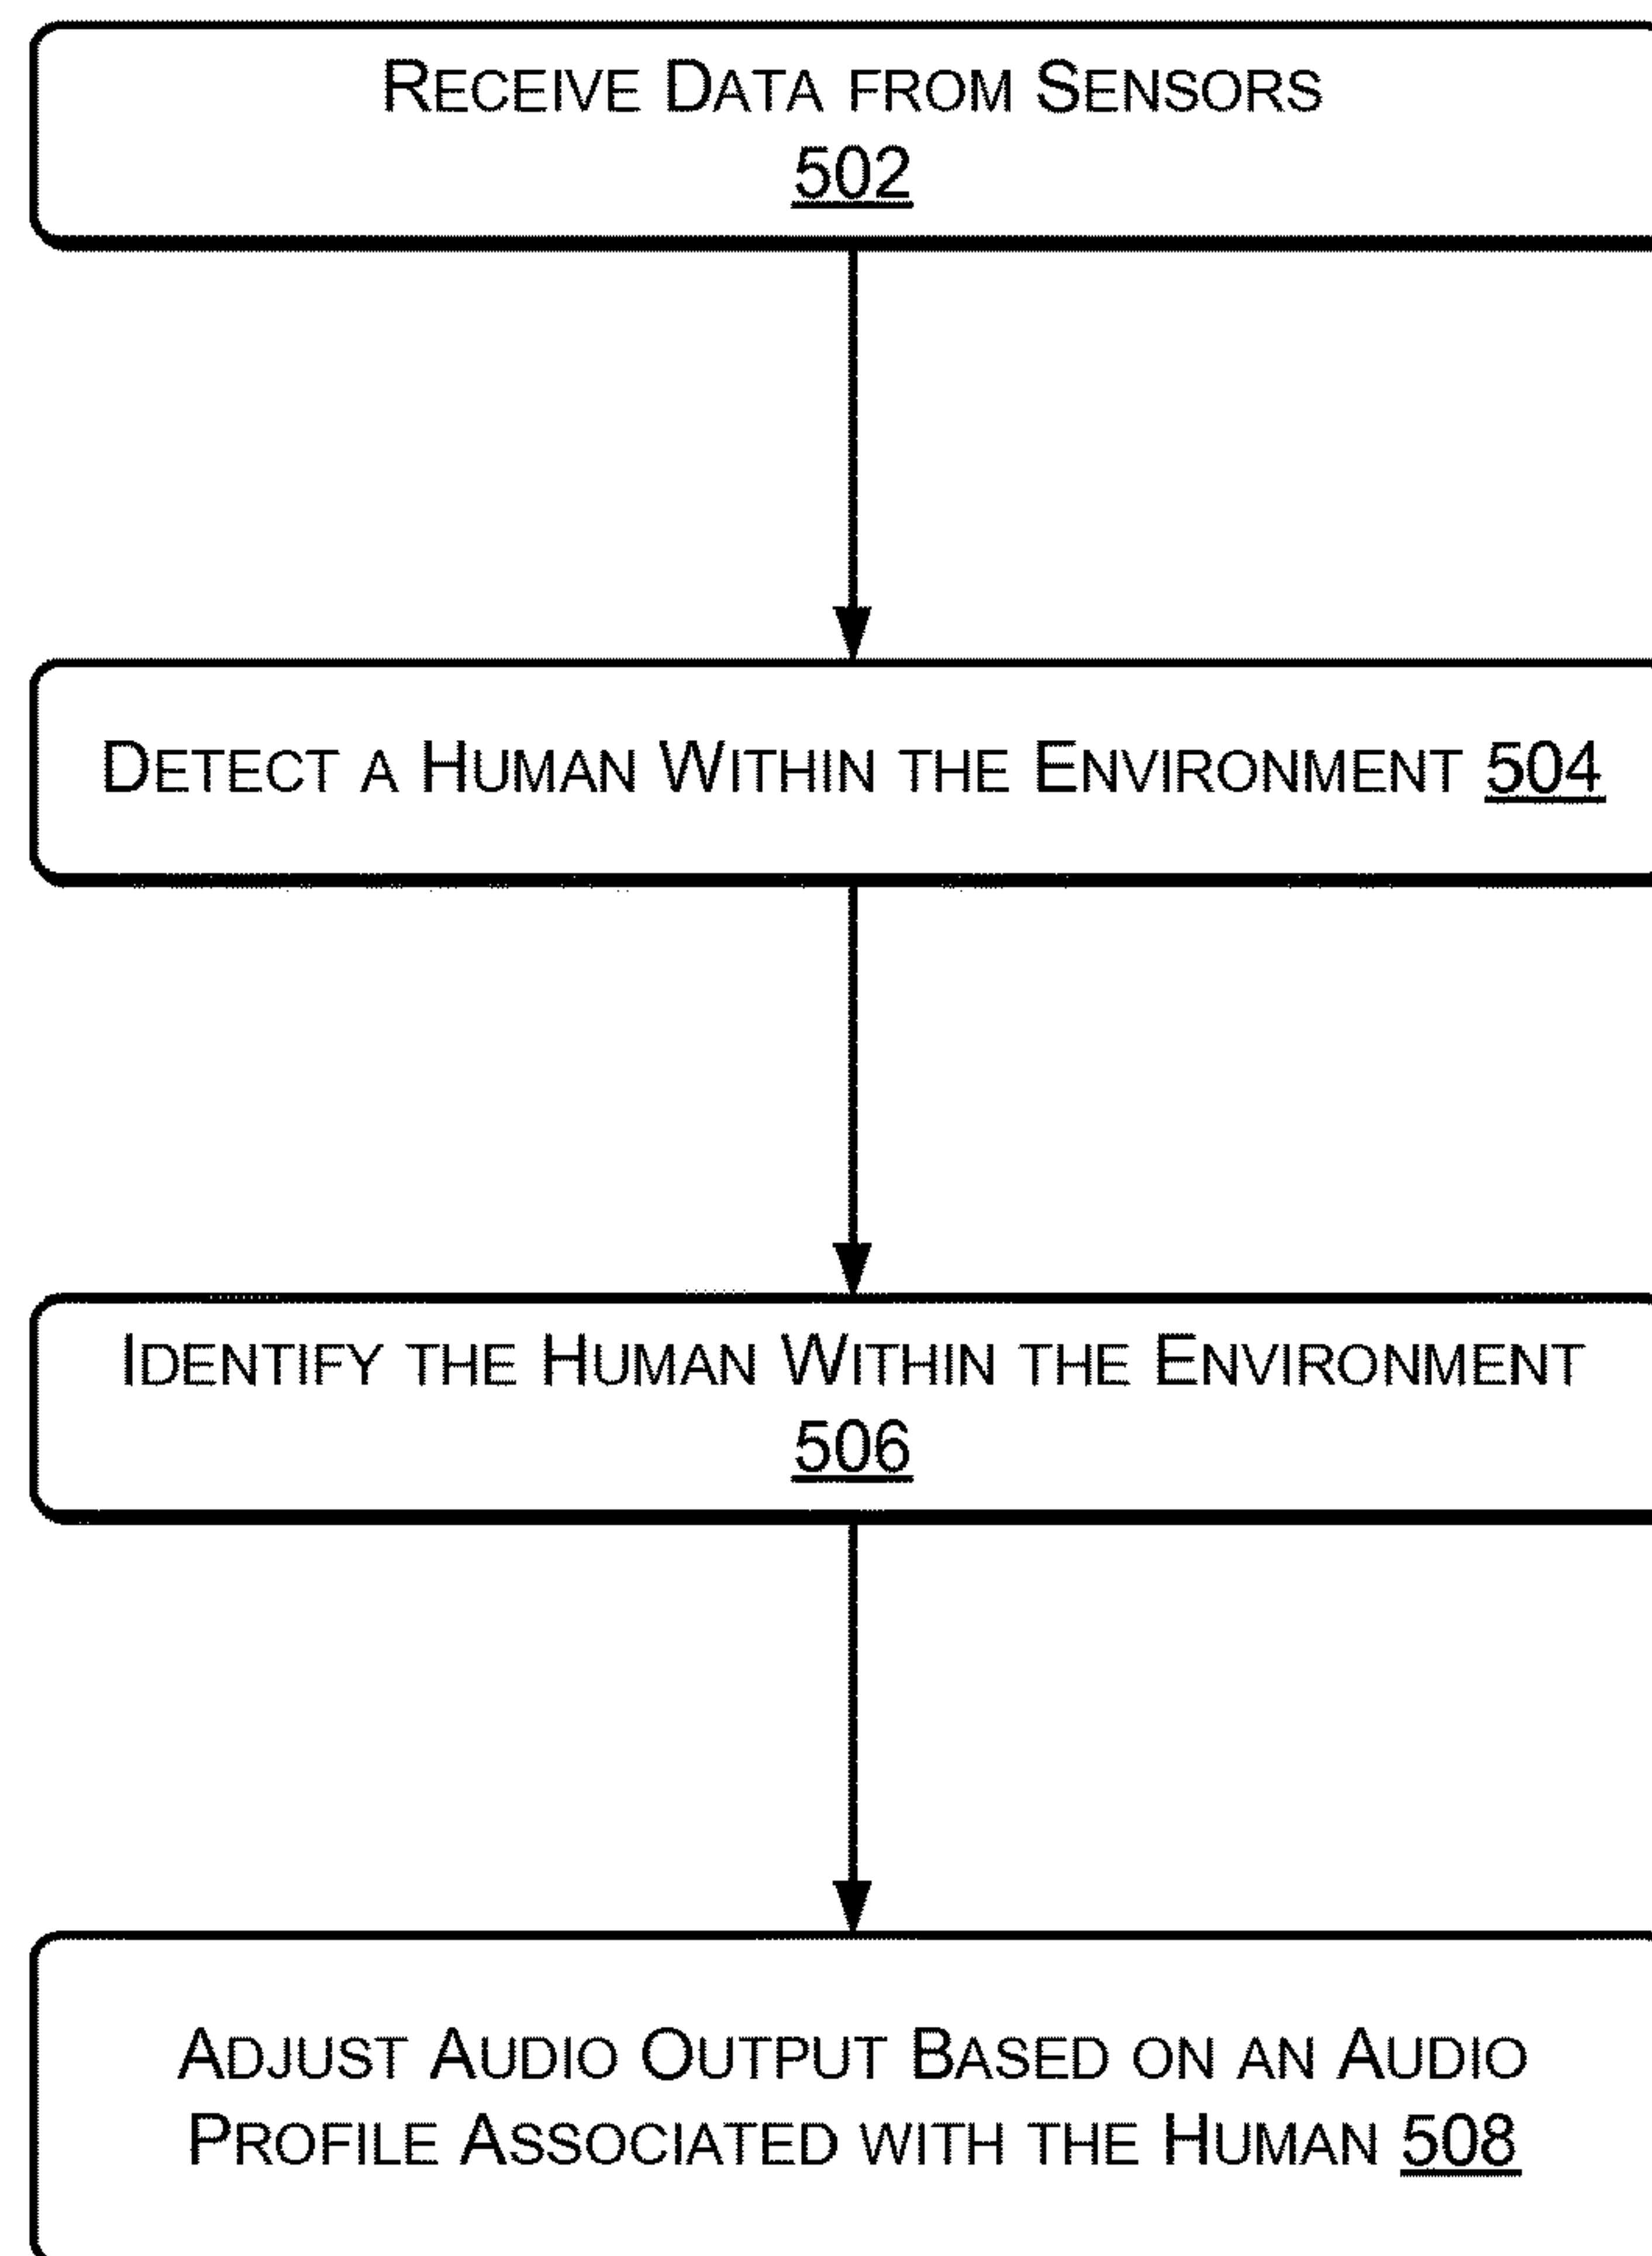 RECEIVE DATA FROM SENSORS
502
DETECT A HUMAN WITHIN THE ENVIRONMENT 504
IDENTIFY THE HUMAN WITHIN THE ENVIRONMENT
506
ADJUST AUDIO OUTPUT BASED ON AN AUDIO
PROFILE ASSOCIATED WITH THE HUMAN 508